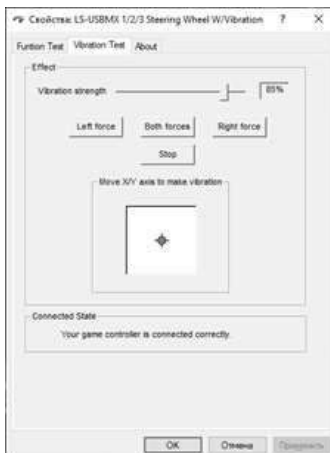 Свойства: LS-USBMX 1/2/3 Steering Wheel W/Vibration ? X
Funtion Test Vibration Test About
Effect
Vibration strength 85%
Left force Both forces Right force
Stop
Move X/Y axis to make vibration
Connected State
Your game controller is connected correctly.
OK Отмена Применить